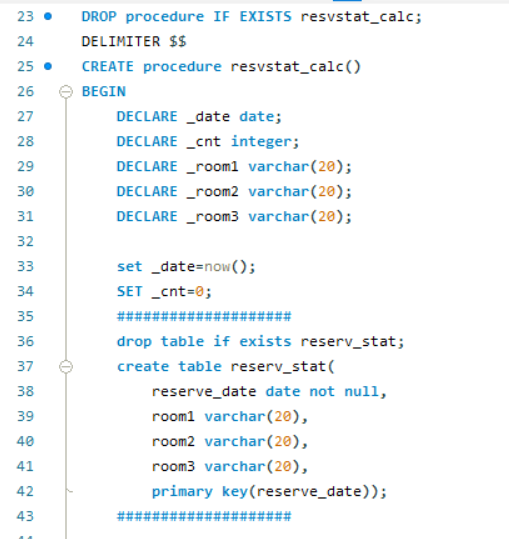 23 DROP procedure IF EXISTS resvstat_calc;
24 DELIMITER $$
25 CREATE procedure resvstat_calc()
26 BEGIN
27 DECLARE _date date;
28 DECLARE _cnt integer;
29 DECLARE _room1 varchar(20);
30 DECLARE _room2 varchar(20);
31 DECLARE _room3 varchar(20);
32
33 set _date=now();
34 SET _cnt=0;
35 ####################
36 drop table if exists reserv_stat;
37 create table reserv_stat(
38 reserve_date date not null,
39 room1 varchar(20),
40 room2 varchar(20),
41 room3 varchar(20),
42 primary key(reserve_date));
43 ####################